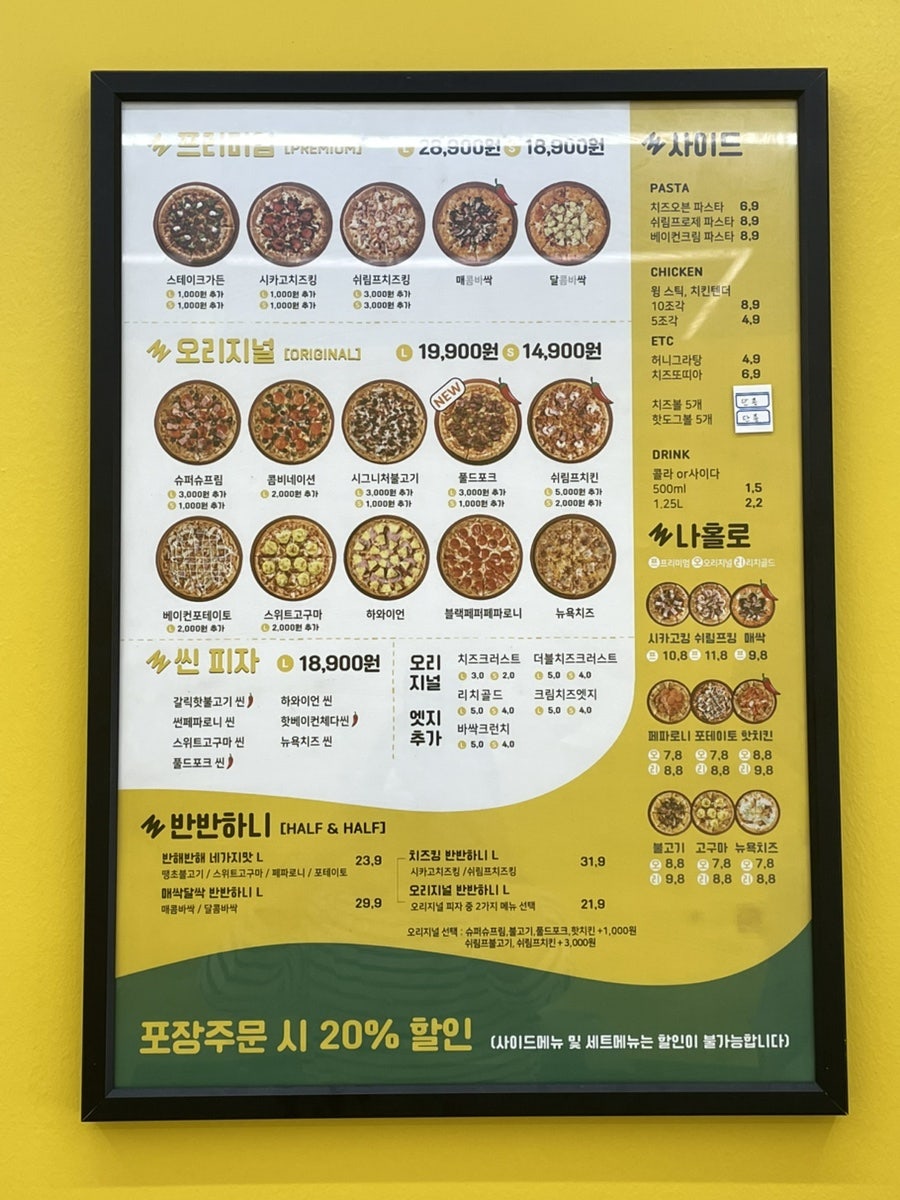 프리미엄 [PREMIUM] L 28,900원 S 18,900원
스테이크가든
L 1,000원 추가
S 1,000원 추가
시카고치즈킹
L 1,000원 추가
S 1,000원 추가
쉬림프치즈킹
L 3,000원 추가
S 3,000원 추가
매콤바싹
달콤바싹
오리지널 [ORIGINAL] L 19,900원 S 14,900원
NEW
슈퍼슈프림
L 3,000원 추가
S 1,000원 추가
콤비네이션
L 2,000원 추가
시그니처불고기
L 3,000원 추가
S 1,000원 추가
풀드포크
L 3,000원 추가
S 1,000원 추가
쉬림프치킨
L 5,000원 추가
S 2,000원 추가
베이컨포테이토
L 2,000원 추가
스위트고구마
L 2,000원 추가
하와이언
블랙페퍼페파로니
뉴욕치즈
씬 피자 L 18,900원
갈릭핫불고기 씬
썬페파로니 씬
스위트고구마 씬
풀드포크 씬
하와이언 씬
핫베이컨체다씬
뉴욕치즈 씬
오리
지널
엣지
추가
치즈크러스트
L 3,0 S 2,0
더블치즈크러스트
L 5,0 S 4,0
리치골드
L 5,0 S 4,0
크림치즈엣지
L 5,0 S 4,0
바싹크런치
L 5,0 S 4,0
반반하니 [HALF & HALF]
반해반해 네가지맛 L 23,9
땡초불고기 / 스위트고구마 / 페파로니 / 포테이토
매싹달싹 반반하니 L 29,9
매콤바싹 / 달콤바싹
치즈킹 반반하니 L 31,9
시카고치즈킹 /쉬림프치즈킹
오리지널 반반하니 L
오리지널 피자 중 2가지 메뉴 선택 21,9
오리지널 선택 : 슈퍼슈프림,불고기,풀드포크,핫치킨 +1,000원
쉬림프불고기, 쉬림프치킨 +3,000원
사이드
PASTA
치즈오븐 파스타 6,9
쉬림프로제 파스타 8,9
베이컨크림 파스타 8,9
CHICKEN
윙 스틱, 치킨텐더
10조각 8,9
5조각 4,9
ETC
허니그라탕 4,9
치즈또띠아 6,9
치즈볼 5개 단품
핫도그볼 5개 단품
DRINK
콜라 or사이다
500ml 1,5
1.25L 2,2
나홀로
프 프리미엄 오 오리지널 리 리치골드
시카고킹 쉬림프킹 매싹
프 10,8 프 11,8 프 9,8
페파로니 포테이토 핫치킨
오 7,8 오 7,8 오 8,8
리 8,8 리 8,8 리 9,8
불고기 고구마 뉴욕치즈
오 8,8 오 7,8 오 7,8
리 9,8 리 8,8 리 8,8
포장주문 시 20% 할인 (사이드메뉴 및 세트메뉴는 할인이 불가능합니다)